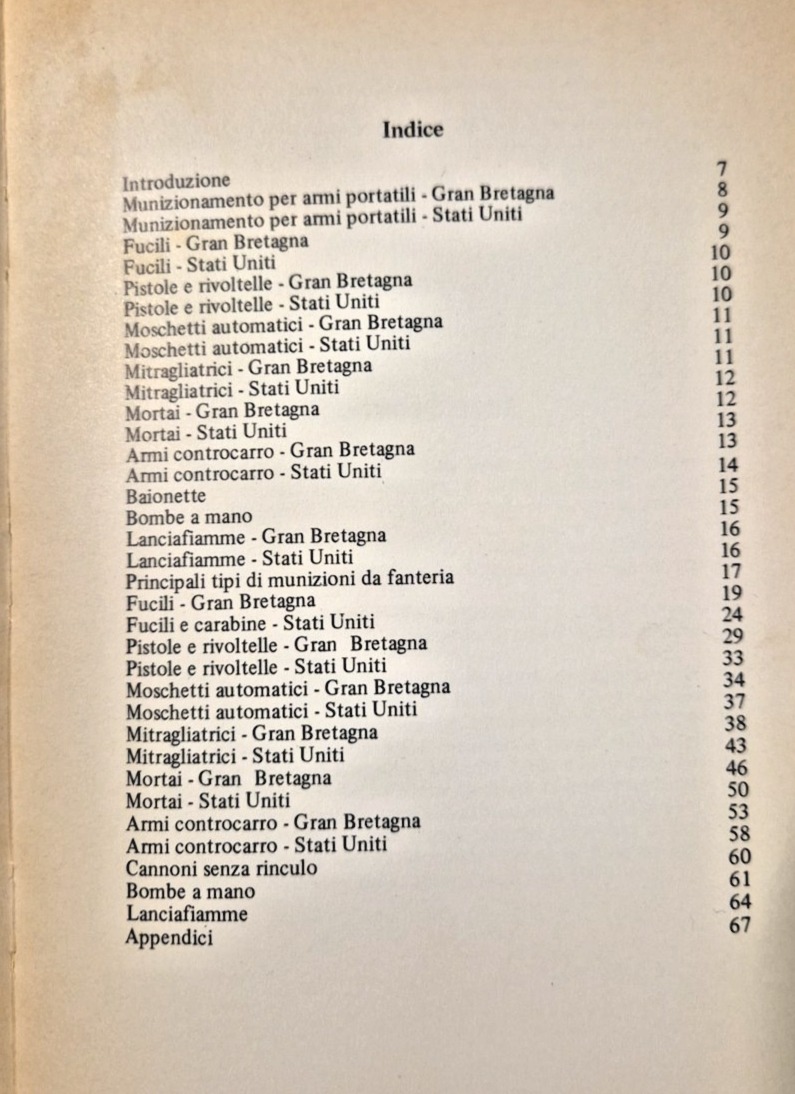 Indice
Introduzione 7
Munizionamento per armi portatili - Gran Bretagna 8
Munizionamento per armi portatili - Stati Uniti 9
Fucili - Gran Bretagna 9
Fucili - Stati Uniti 10
Pistole e rivoltelle - Gran Bretagna 10
Pistole e rivoltelle - Stati Uniti 10
Moschetti automatici - Gran Bretagna 11
Moschetti automatici - Stati Uniti 11
Mitragliatrici - Gran Bretagna 11
Mitragliatrici - Stati Uniti 12
Mortai - Gran Bretagna 12
Mortai - Stati Uniti 13
Armi controcarro - Gran Bretagna 13
Armi controcarro - Stati Uniti 14
Baionette 15
Bombe a mano 15
Lanciafiamme - Gran Bretagna 16
Lanciafiamme - Stati Uniti 16
Principali tipi di munizioni da fanteria 17
Fucili - Gran Bretagna 19
Fucili e carabine - Stati Uniti 24
Pistole e rivoltelle - Gran Bretagna 29
Pistole e rivoltelle - Stati Uniti 33
Moschetti automatici - Gran Bretagna 34
Moschetti automatici - Stati Uniti 37
Mitragliatrici - Gran Bretagna 38
Mitragliatrici - Stati Uniti 43
Mortai - Gran Bretagna 46
Mortai - Stati Uniti 50
Armi controcarro - Gran Bretagna 53
Armi controcarro - Stati Uniti 58
Cannoni senza rinculo 60
Bombe a mano 61
Lanciafiamme 64
Appendici 67